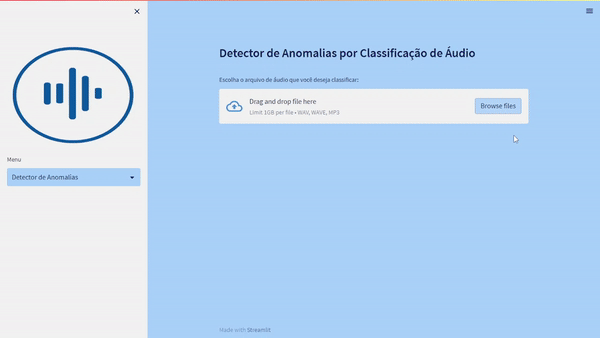 Menu
Detector de Anomalias
Detector de Anomalias por Classificação de Áudio
Escolha o arquivo de áudio que você deseja classificar:
Drag and drop file here
Limit 1GB per file • WAV, WAVE, MP3
Browse files
Made with Streamlit